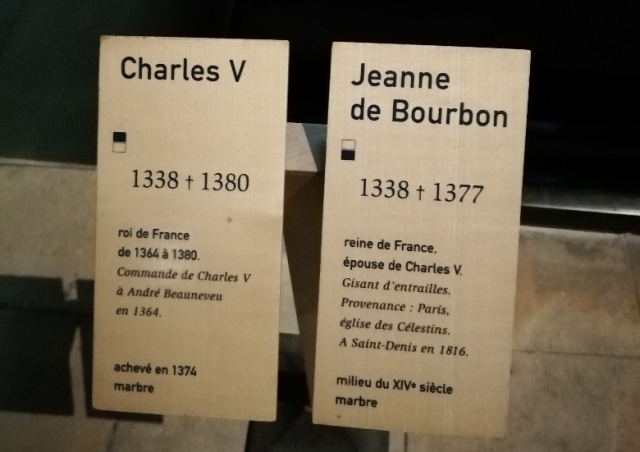 Charles V
1338 † 1380
roi de France
de 1364 à 1380.
Commande de Charles V
à André Beauneveu
en 1364.
achevé en 1374
marbre
Jeanne
de Bourbon
1338 † 1377
reine de France,
épouse de Charles V.
Gisant d'entrailles.
Provenance : Paris,
église des Célestins.
A Saint-Denis en 1816.
milieu du XIVe siècle
marbre